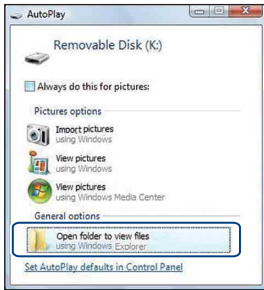 AutoPlay
Removable Disk (K:)
Always do this for pictures:
Pictures options
Import pictures
using Windows
View pictures
using Windows
View pictures
using Windows Media Center
General options
Open folder to view files
using Windows Explorer
Set AutoPlay defaults in Control Panel